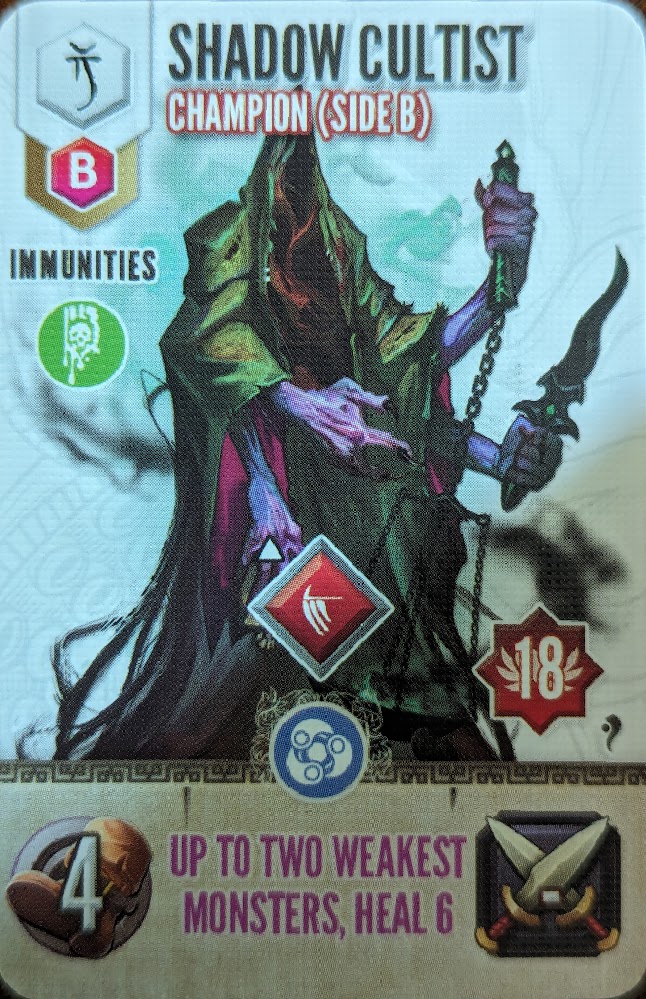 SHADOW CULTIST
CHAMPION (SIDE B)
B
IMMUNITIES
18
4
UP TO TWO WEAKEST
MONSTERS, HEAL 6